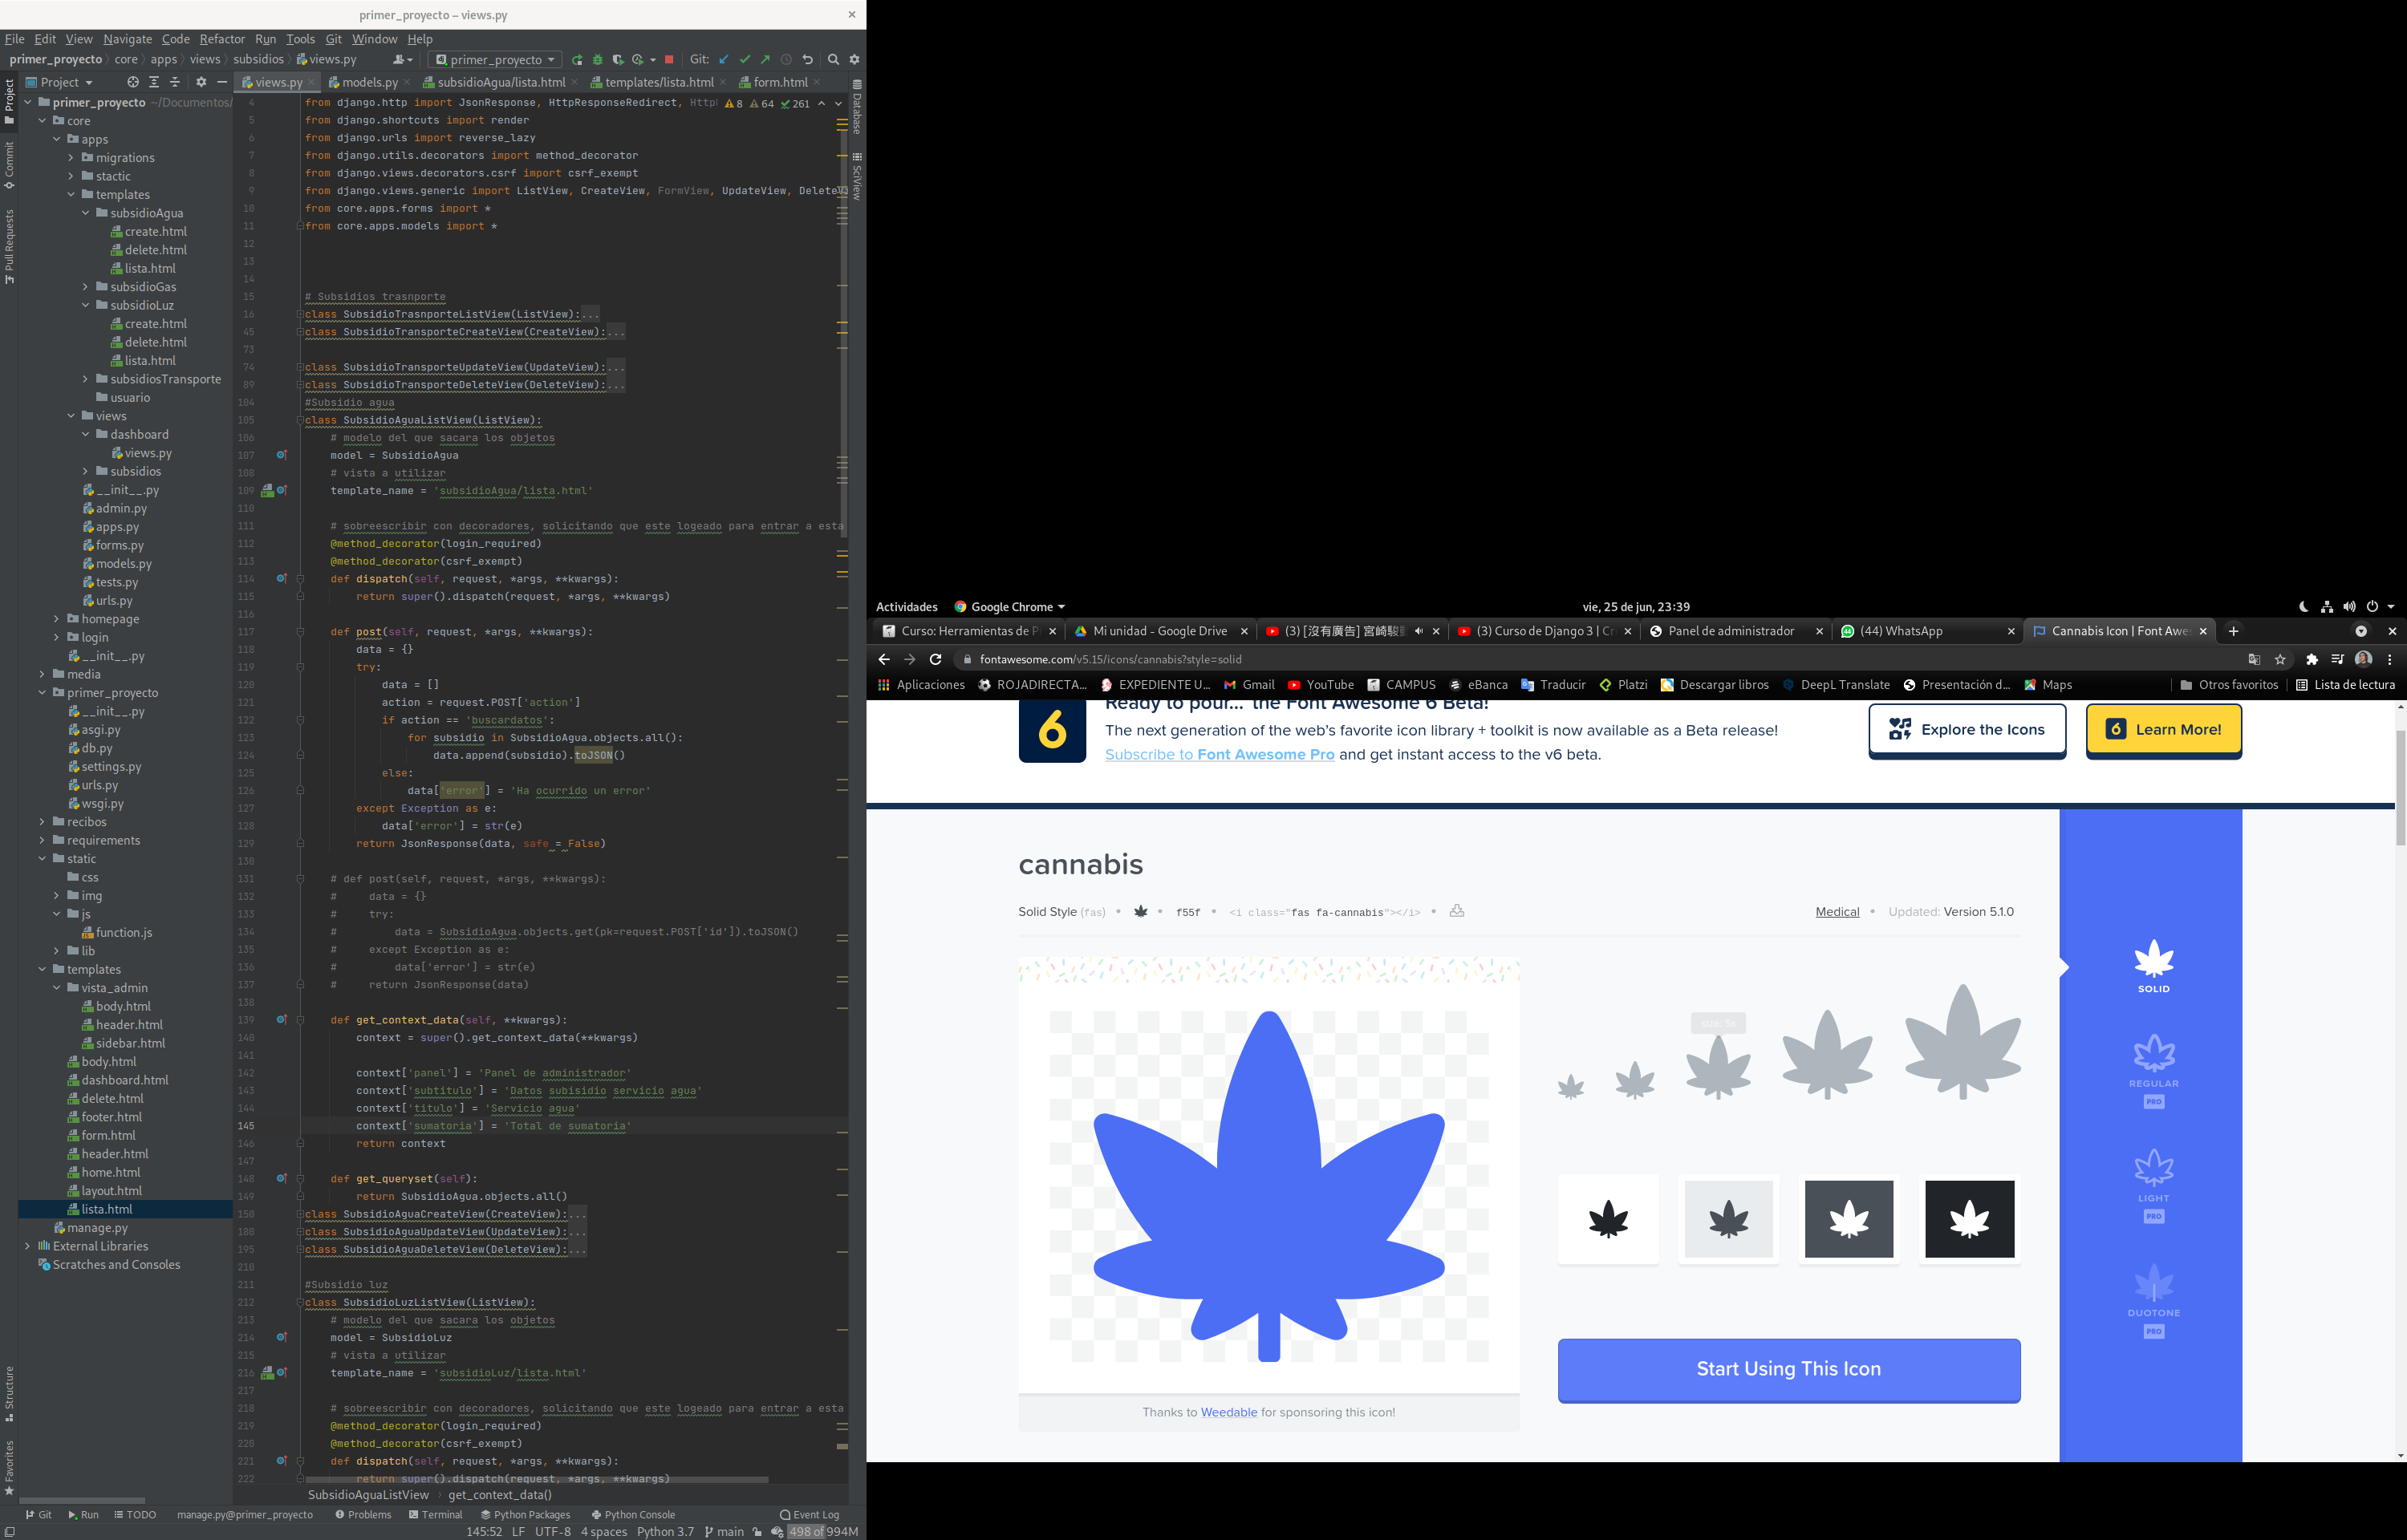 primer_proyecto – views.py
File Edit View Navigate Code Refactor Run Tools Git Window Help
primer_proyecto › core › apps › views › subsidios › views.py
primer_proyecto
Git:
Project
views.py
models.py
subsidioAgua/lista.html
templates/lista.html
form.html
Project
Commit
Pull Requests
Structure
Favorites
Database
SciView
primer_proyecto ~/Documentos/
core
apps
migrations
stactic
templates
subsidioAgua
create.html
delete.html
lista.html
subsidioGas
subsidioLuz
create.html
delete.html
lista.html
subsidiosTransporte
usuario
views
dashboard
views.py
subsidios
__init__.py
admin.py
apps.py
forms.py
models.py
tests.py
urls.py
homepage
login
__init__.py
media
primer_proyecto
__init__.py
asgi.py
db.py
settings.py
urls.py
wsgi.py
recibos
requirements
static
css
img
js
function.js
lib
templates
vista_admin
body.html
header.html
sidebar.html
body.html
dashboard.html
delete.html
footer.html
form.html
header.html
home.html
layout.html
lista.html
manage.py
External Libraries
Scratches and Consoles
8 64 261
4 from django.http import JsonResponse, HttpResponseRedirect, Http
5 from django.shortcuts import render
6 from django.urls import reverse_lazy
7 from django.utils.decorators import method_decorator
8 from django.views.decorators.csrf import csrf_exempt
9 from django.views.generic import ListView, CreateView, FormView, UpdateView, Delete
10 from core.apps.forms import *
11 from core.apps.models import *
12
13
14
15 # Subsidios trasnporte
16 class SubsidioTrasnporteListView(ListView):...
45 class SubsidioTransporteCreateView(CreateView):...
73
74 class SubsidioTransporteUpdateView(UpdateView):...
89 class SubsidioTransporteDeleteView(DeleteView):...
104 #Subsidio agua
105 class SubsidioAguaListView(ListView):
106 # modelo del que sacara los objetos
107 model = SubsidioAgua
108 # vista a utilizar
109 template_name = 'subsidioAgua/lista.html'
110
111 # sobreescribir con decoradores, solicitando que este logeado para entrar a esta
112 @method_decorator(login_required)
113 @method_decorator(csrf_exempt)
114 def dispatch(self, request, *args, **kwargs):
115 return super().dispatch(request, *args, **kwargs)
116
117 def post(self, request, *args, **kwargs):
118 data = {}
119 try:
120 data = []
121 action = request.POST['action']
122 if action == 'buscardatos':
123 for subsidio in SubsidioAgua.objects.all():
124 data.append(subsidio).toJSON()
125 else:
126 data['error'] = 'Ha ocurrido un error'
127 except Exception as e:
128 data['error'] = str(e)
129 return JsonResponse(data, safe = False)
130
131 # def post(self, request, *args, **kwargs):
132 # data = {}
133 # try:
134 # data = SubsidioAgua.objects.get(pk=request.POST['id']).toJSON()
135 # except Exception as e:
136 # data['error'] = str(e)
137 # return JsonResponse(data)
138
139 def get_context_data(self, **kwargs):
140 context = super().get_context_data(**kwargs)
141
142 context['panel'] = 'Panel de administrador'
143 context['subtitulo'] = 'Datos subisidio servicio agua'
144 context['titulo'] = 'Servicio agua'
145 context['sumatoria'] = 'Total de sumatoria'
146 return context
147
148 def get_queryset(self):
149 return SubsidioAgua.objects.all()
150 class SubsidioAguaCreateView(CreateView):...
180 class SubsidioAguaUpdateView(UpdateView):...
195 class SubsidioAguaDeleteView(DeleteView):...
210
211 #Subsidio luz
212 class SubsidioLuzListView(ListView):
213 # modelo del que sacara los objetos
214 model = SubsidioLuz
215 # vista a utilizar
216 template_name = 'subsidioLuz/lista.html'
217
218 # sobreescribir con decoradores, solicitando que este logeado para entrar a esta
219 @method_decorator(login_required)
220 @method_decorator(csrf_exempt)
221 def dispatch(self, request, *args, **kwargs):
222 return super().dispatch(request, *args, **kwargs)
SubsidioAguaListView › get_context_data()
Git Run TODO manage.py@primer_proyecto Problems Terminal Python Packages Python Console Event Log
145:52 LF UTF-8 4 spaces Python 3.7 main 498 of 994M
Actividades Google Chrome vie, 25 de jun, 23:39
Curso: Herramientas de P
Mi unidad - Google Drive
(3) [沒有廣告] 宮崎駿
(3) Curso de Django 3 | Cr
Panel de administrador
(44) WhatsApp
Cannabis Icon | Font Awes
fontawesome.com/v5.15/icons/cannabis?style=solid
Aplicaciones ROJADIRECTA... EXPEDIENTE U... Gmail YouTube CAMPUS eBanca Traducir Platzi Descargar libros DeepL Translate Presentación d... Maps Otros favoritos Lista de lectura
6
Ready to pour... the Font Awesome 6 Beta!
The next generation of the web's favorite icon library + toolkit is now available as a Beta release!
Subscribe to Font Awesome Pro and get instant access to the v6 beta.
Explore the Icons
6 Learn More!
cannabis
Solid Style (fas) • • f55f • <i class="fas fa-cannabis"></i> •
Medical • Updated: Version 5.1.0
size: 5x
SOLID
REGULAR
PRO
LIGHT
PRO
DUOTONE
PRO
Start Using This Icon
Thanks to Weedable for sponsoring this icon!